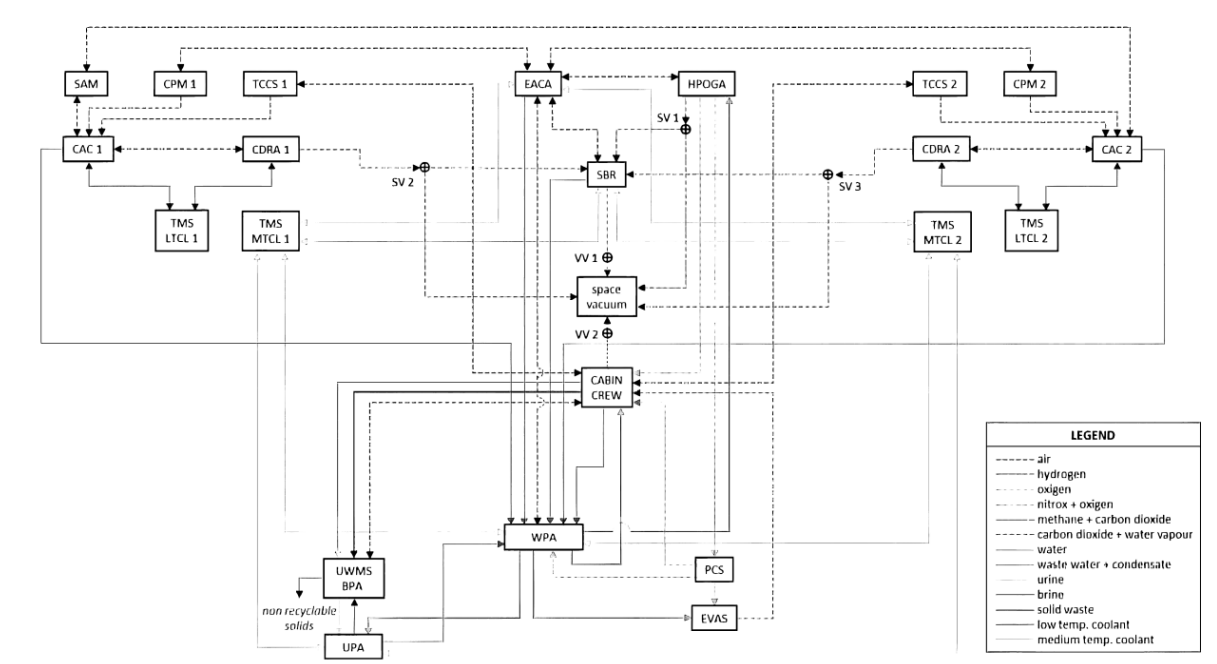 SAM
CPM 1
TCCS 1
EACA
HPOGA
TCCS 2
CPM 2
SV 1
CAC 1
CDRA 1
SV 2
SBR
SV 3
CDRA 2
CAC 2
TMS
LTCL 1
TMS
MTCL 1
TMS
MTCL 2
TMS
LTCL 2
VV 1
space
vacuum
VV 2
CABIN
CREW
WPA
UWMS
BPA
PCS
non recyclable
solids
EVAS
UPA
LEGEND
air
hydrogen
oxigen
nitrox + oxigen
methane + carbon dioxide
carbon dioxide + water vapour
water
waste water + condensate
urine
brine
solid waste
low temp. coolant
medium temp. coolant